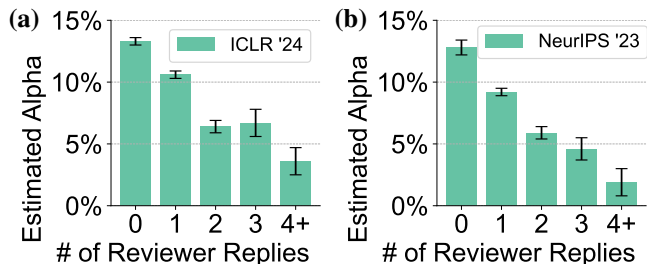 (a)
ICLR '24
15%
10%
5%
0%
Estimated Alpha
0 1 2 3 4+
# of Reviewer Replies
(b)
NeurIPS '23
15%
10%
5%
0%
Estimated Alpha
0 1 2 3 4+
# of Reviewer Replies